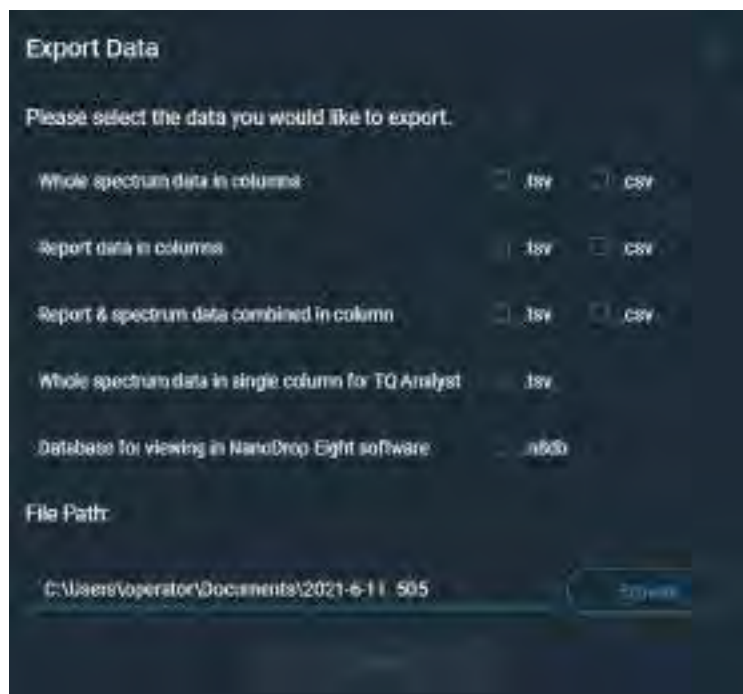 Export Data
Please select the data you would like to export.
Whole spectrum data in columns .tsv .csv
Report data in columns .tsv .csv
Report & spectrum data combined in column .tsv .csv
Whole spectrum data in single column for TQ Analyst .tsv
Database for viewing in NanoDrop Eight software .n8db
File Path:
C:\Users\operator\Documents\2021-6-11 505